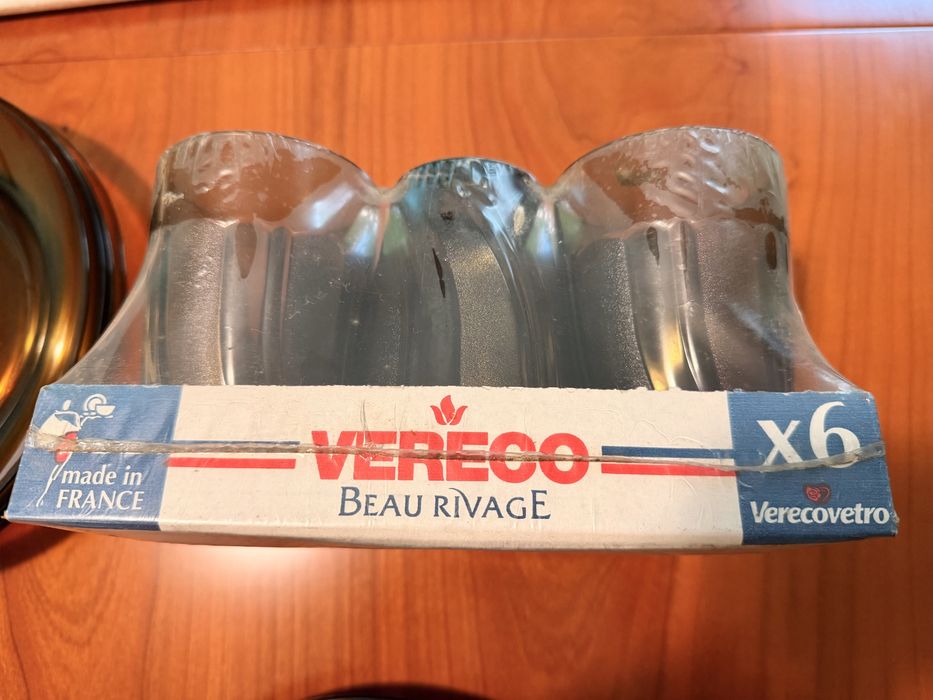 made in
FRANCE
VERECO
BEAU RIVAGE
x6
Verecovetro